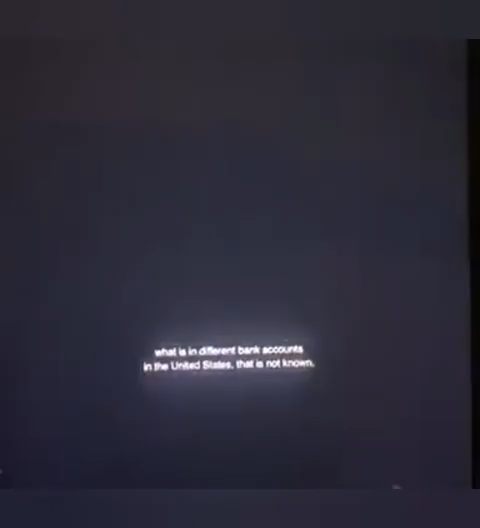 what is in different bank accounts
in the United States, that is not known.